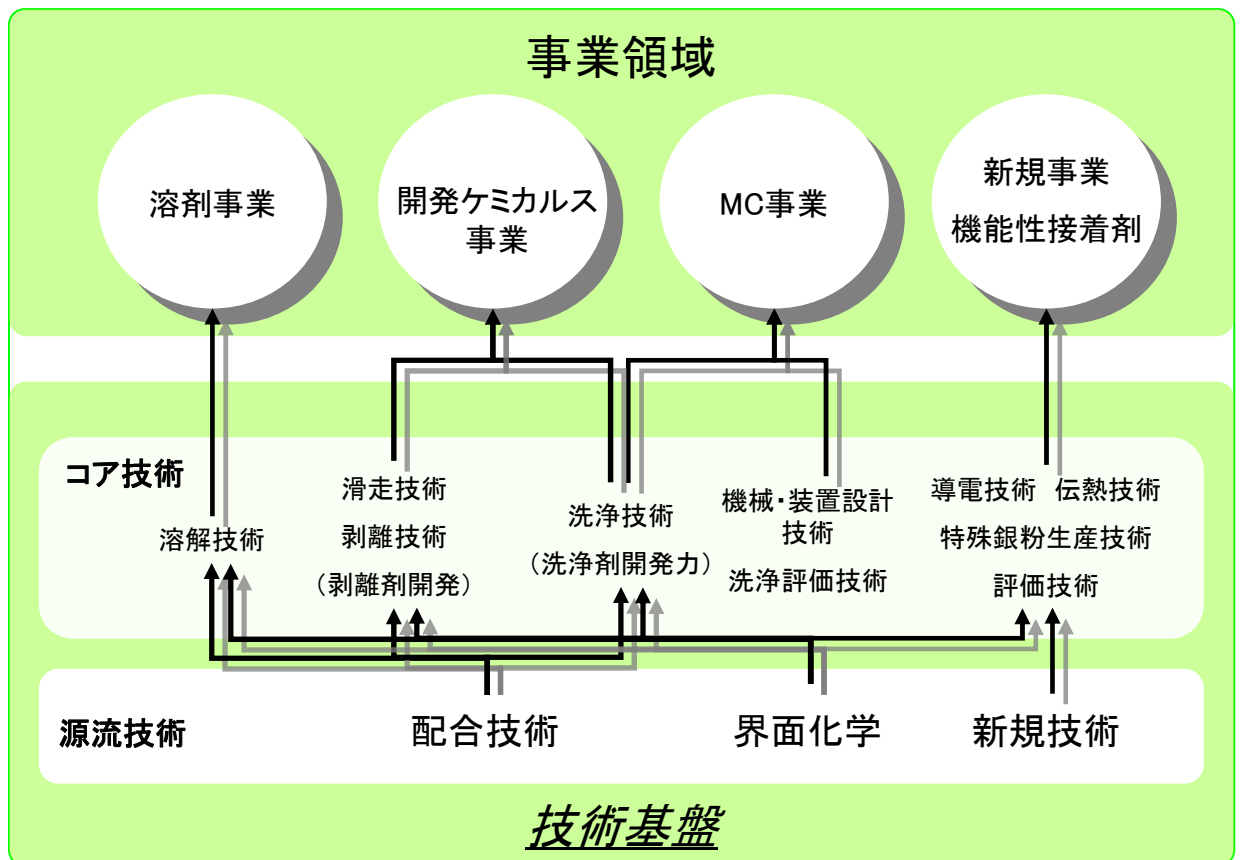 事業領域
溶剤事業
開発ケミカルス
事業
MC事業
新規事業
機能性接着剤
コア技術
溶解技術
滑走技術
剥離技術
（剥離剤開発）
洗浄技術
（洗浄剤開発力）
機械・装置設計
技術
洗浄評価技術
導電技術 伝熱技術
特殊銀粉生産技術
評価技術
源流技術
配合技術
界面化学
新規技術
技術基盤